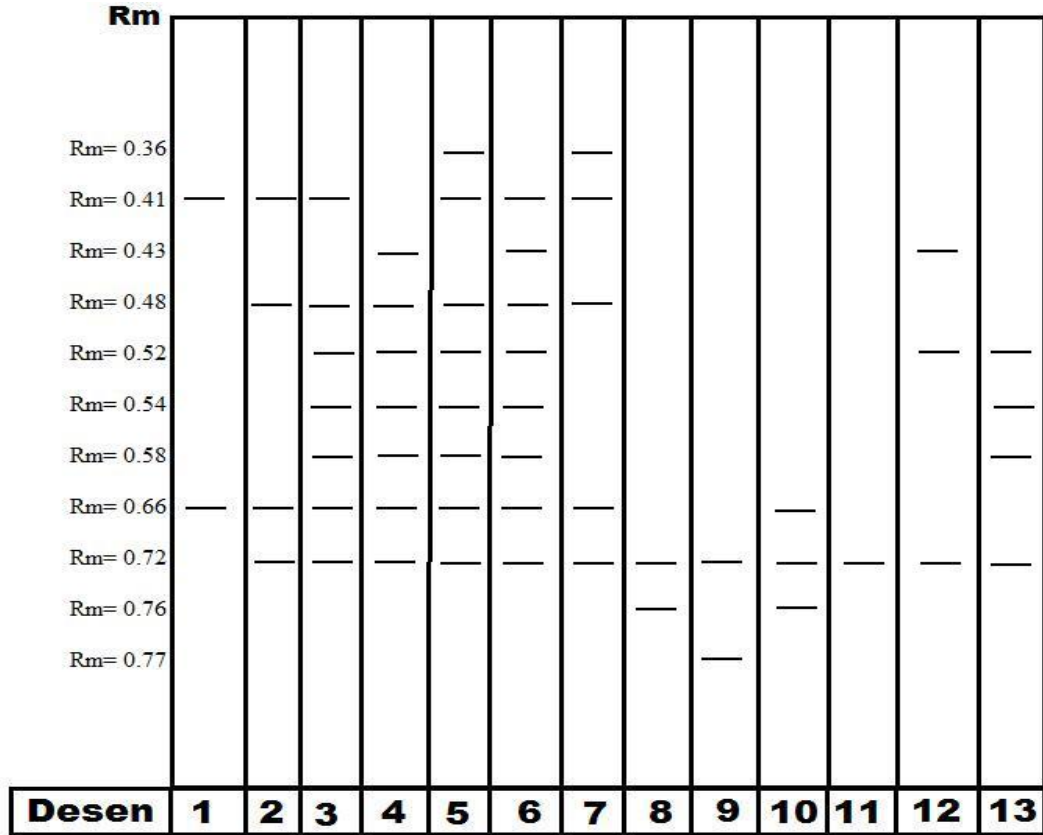 Rm
Rm= 0.36
Rm= 0.41
Rm= 0.43
Rm= 0.48
Rm= 0.52
Rm= 0.54
Rm= 0.58
Rm= 0.66
Rm= 0.72
Rm= 0.76
Rm= 0.77
Desen 1 2 3 4 5 6 7 8 9 10 11 12 13